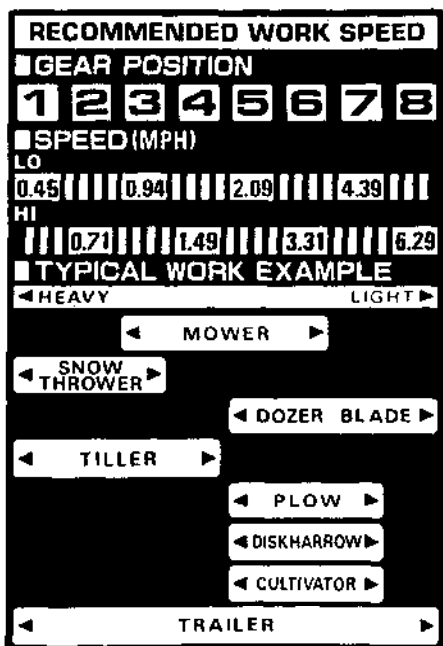 RECOMMENDED WORK SPEED
GEAR POSITION
1 2 3 4 5 6 7 8
SPEED(MPH)
LO
0.45 0.94 2.09 4.39
HI
0.71 1.49 3.31 6.29
TYPICAL WORK EXAMPLE
HEAVY LIGHT
MOWER
SNOW
THROWER
DOZER BLADE
TILLER
PLOW
DISKHARROW
CULTIVATOR
TRAILER